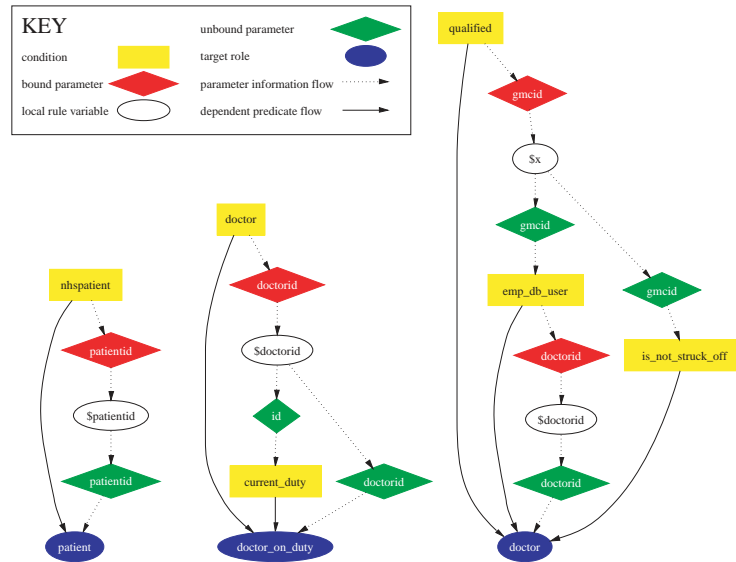 KEY
condition
bound parameter
local rule variable
unbound parameter
target role
parameter information flow
dependent predicate flow
nhspatient
patientid
$patientid
patientid
patient
doctor
doctorid
$doctorid
id
current_duty
doctorid
doctor_on_duty
qualified
gmcid
$x
gmcid
gmcid
emp_db_user
is_not_struck_off
doctorid
$doctorid
doctorid
doctor